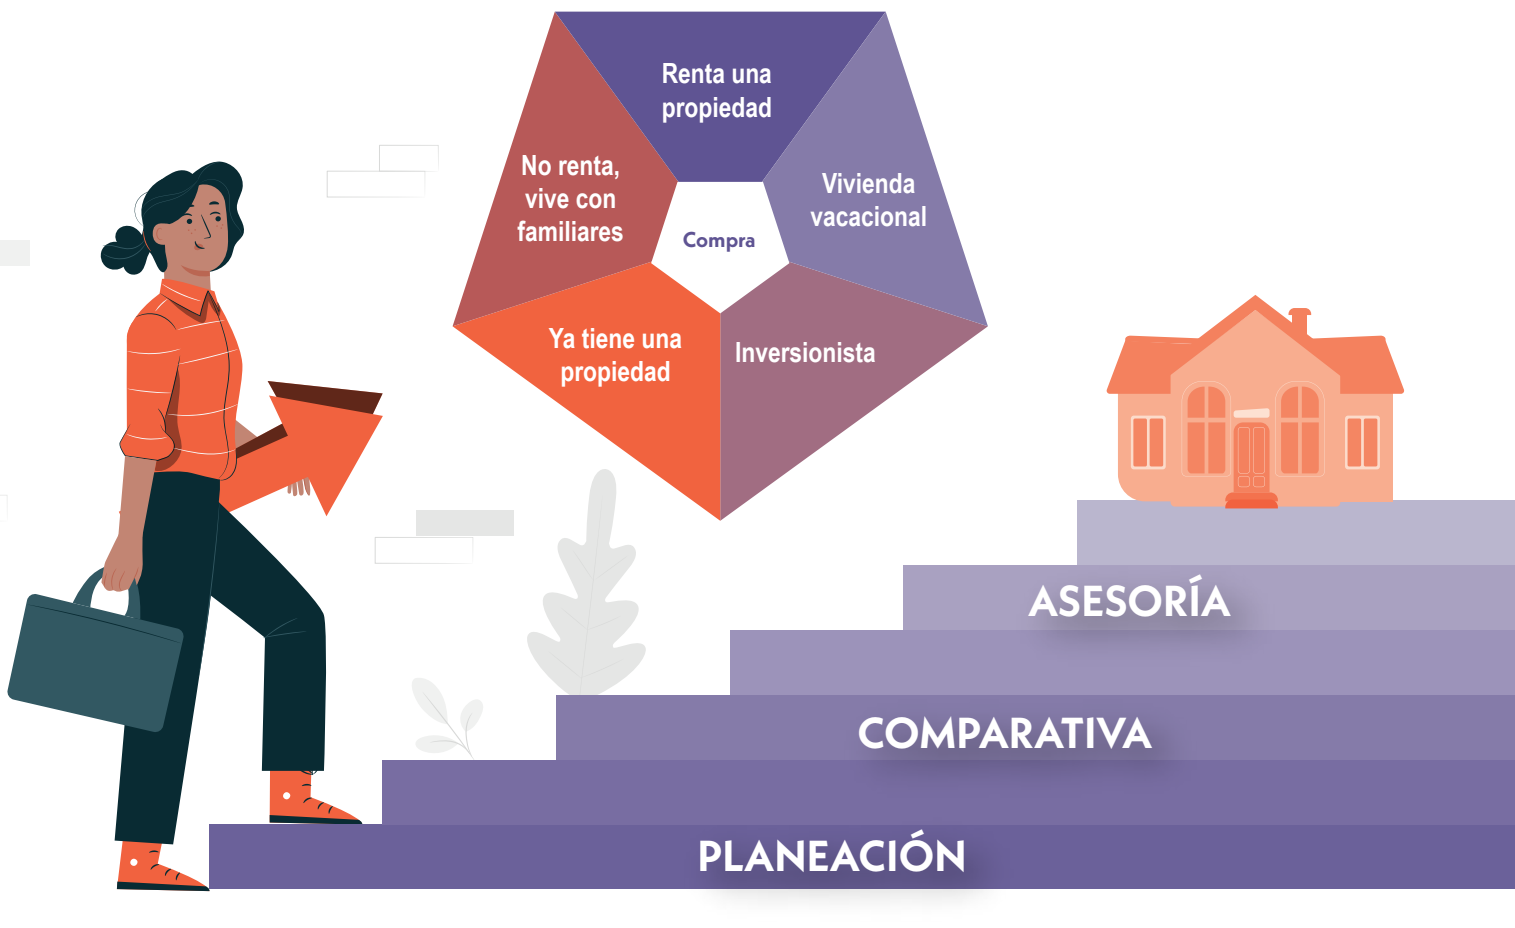 Renta una
propiedad
No renta,
vive con
familiares
Vivienda
vacacional
Compra
Ya tiene una
propiedad
Inversionista
ASESORÍA
COMPARATIVA
PLANEACIÓN